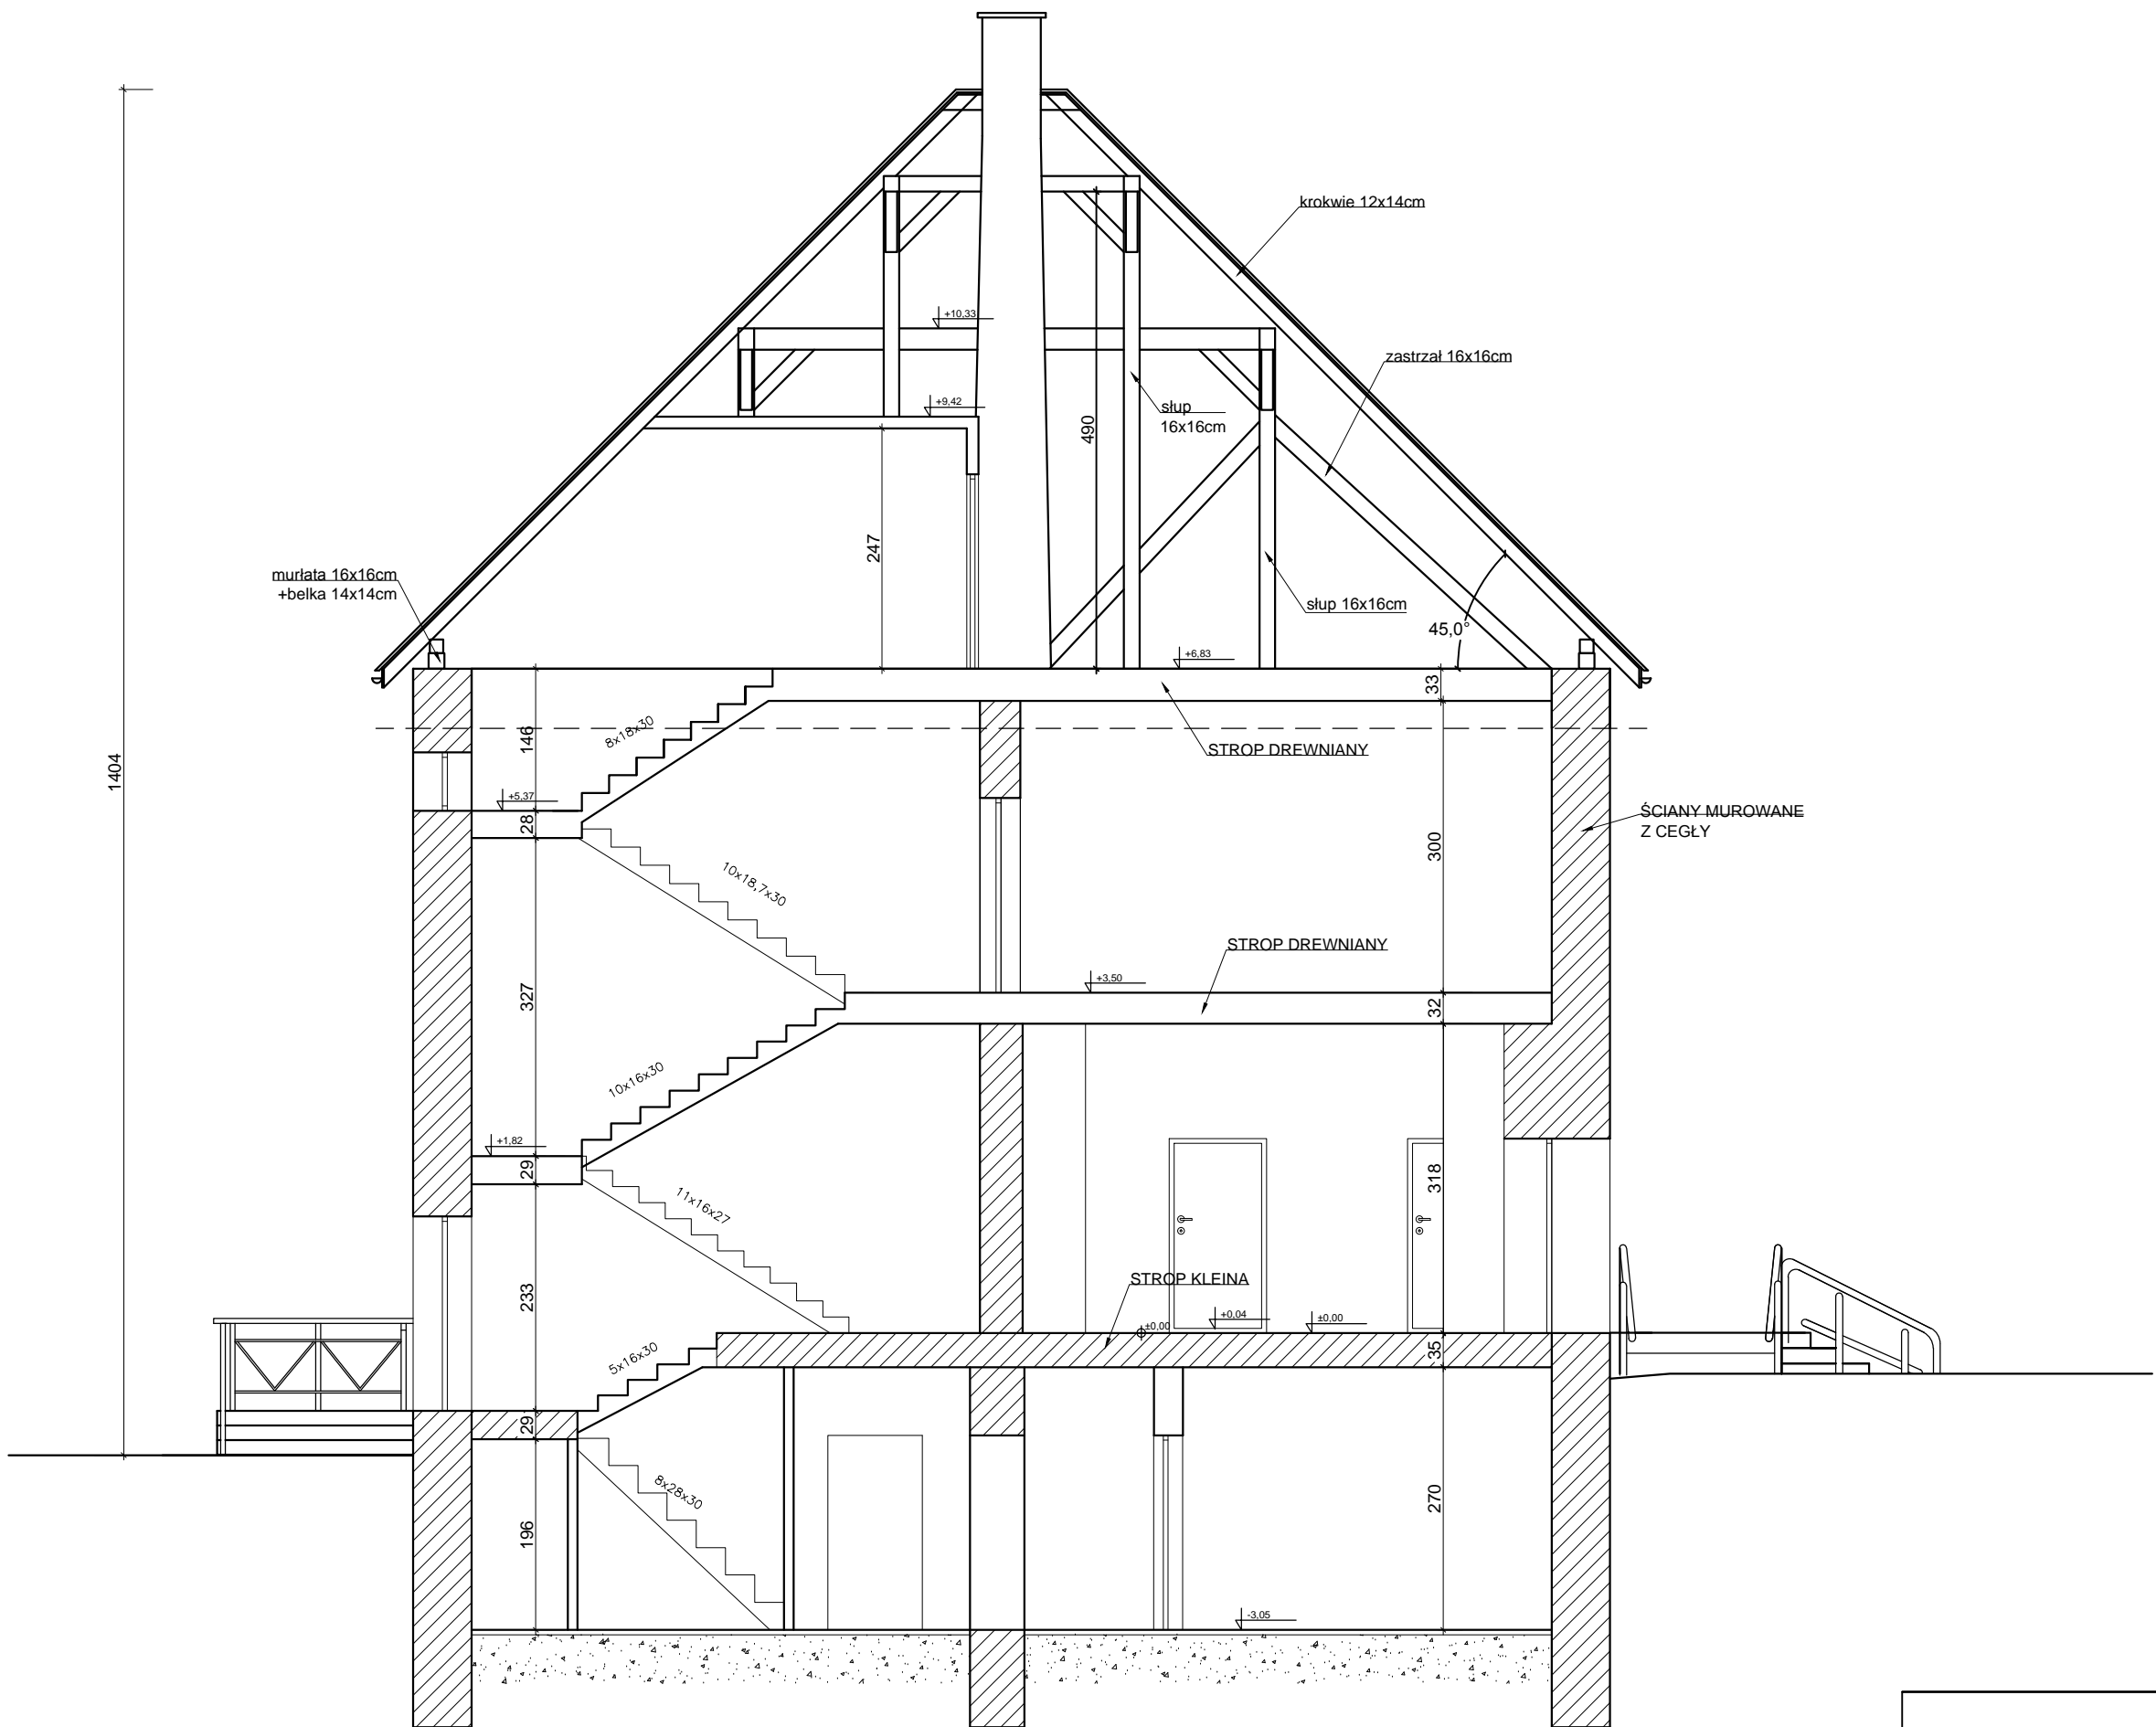 krokwie 12x14cm
+10,33
zastrzał 16x16cm
+9,42
słup
16x16cm
490
247
murłata 16x16cm
+belka 14x14cm
słup 16x16cm
45,0°
+6,83
33
146
8x18x30
STROP DREWNIANY
1404
+5,37
28
ŚCIANY MUROWANE
Z CEGŁY
300
10x18,7x30
STROP DREWNIANY
+3,50
327
32
10x16x30
+1,82
29
318
11x16x27
233
STROP KLEINA
+0,04
±0,00
±0,00
5x16x30
35
29
8x28x30
270
196
-3,05